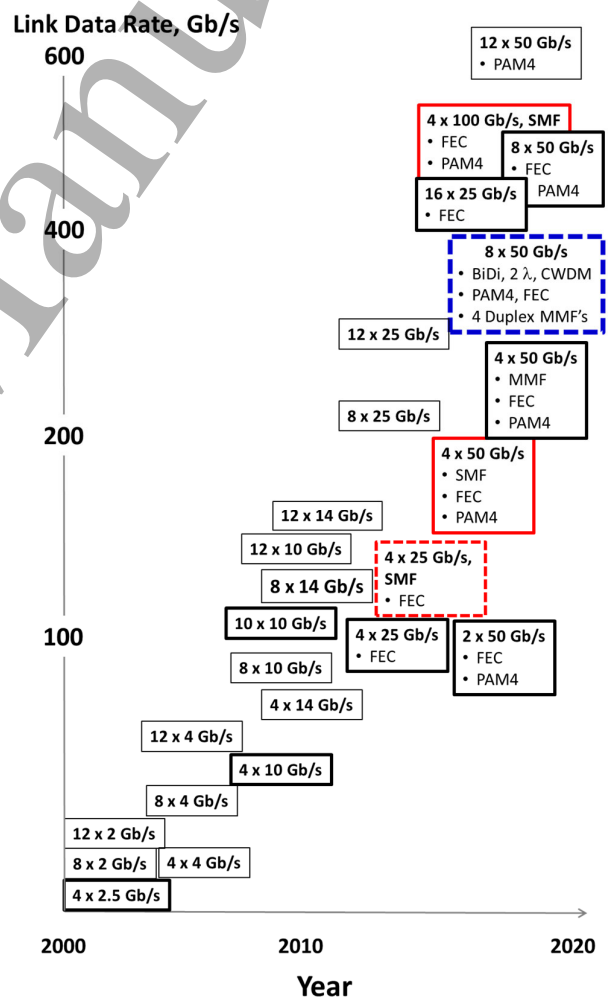 Link Data Rate, Gb/s
600
12 x 50 Gb/s
• PAM4
4 x 100 Gb/s, SMF
• FEC
• PAM4
8 x 50 Gb/s
• FEC
PAM4
16 x 25 Gb/s
• FEC
400
8 x 50 Gb/s
• BiDi, 2 λ, CWDM
• PAM4, FEC
• 4 Duplex MMF's
12 x 25 Gb/s
4 x 50 Gb/s
• MMF
• FEC
• PAM4
8 x 25 Gb/s
200
4 x 50 Gb/s
• SMF
• FEC
• PAM4
12 x 14 Gb/s
12 x 10 Gb/s
4 x 25 Gb/s,
SMF
• FEC
8 x 14 Gb/s
10 x 10 Gb/s
100
4 x 25 Gb/s
• FEC
2 x 50 Gb/s
• FEC
• PAM4
8 x 10 Gb/s
4 x 14 Gb/s
12 x 4 Gb/s
4 x 10 Gb/s
8 x 4 Gb/s
12 x 2 Gb/s
8 x 2 Gb/s
4 x 4 Gb/s
4 x 2.5 Gb/s
2000
2010
2020
Year